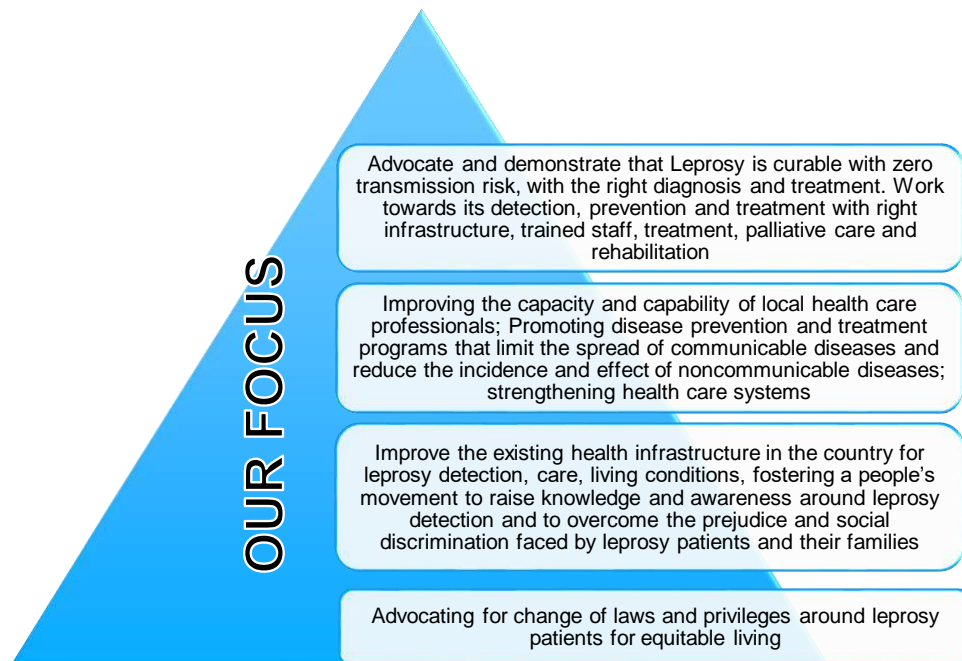 OUR FOCUS
Advocate and demonstrate that Leprosy is curable with zero
transmission risk, with the right diagnosis and treatment. Work
towards its detection, prevention and treatment with right
infrastructure, trained staff, treatment, palliative care and
rehabilitation
Improving the capacity and capability of local health care
professionals; Promoting disease prevention and treatment
programs that limit the spread of communicable diseases and
reduce the incidence and effect of noncommunicable diseases;
strengthening health care systems
Improve the existing health infrastructure in the country for
leprosy detection, care, living conditions, fostering a people's
movement to raise knowledge and awareness around leprosy
detection and to overcome the prejudice and social
discrimination faced by leprosy patients and their families
Advocating for change of laws and privileges around leprosy
patients for equitable living